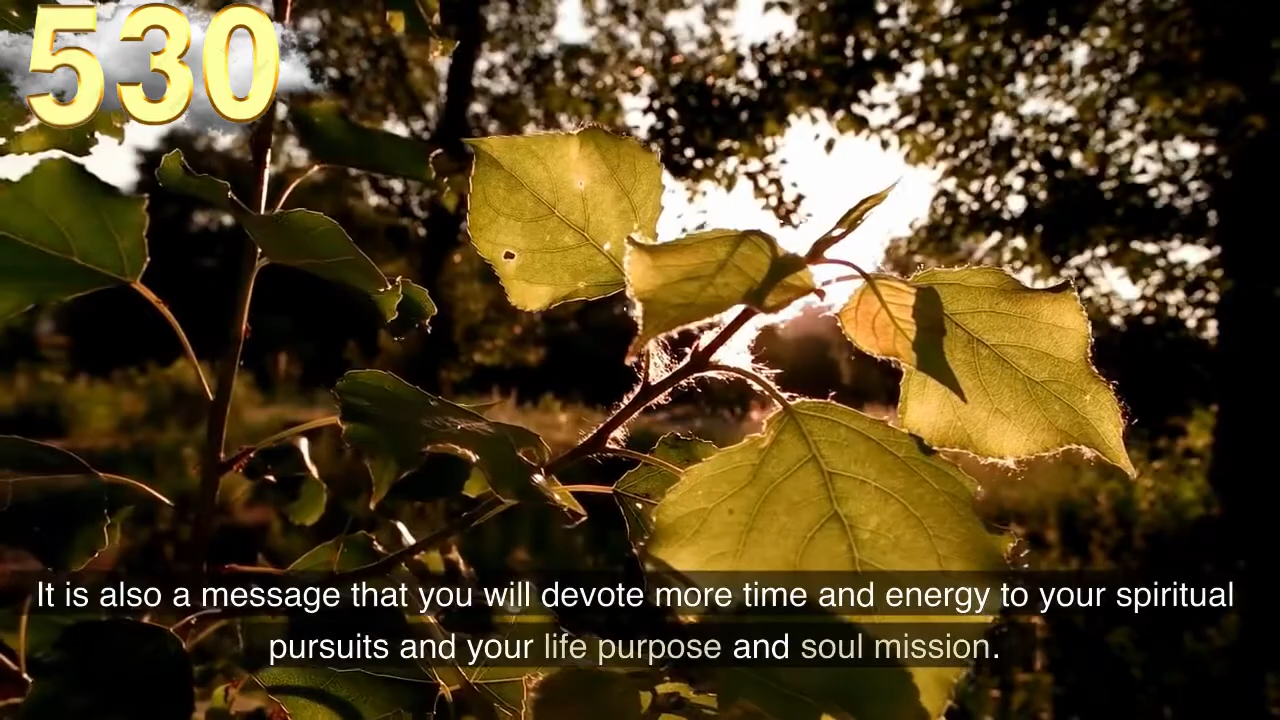 530
It is also a message that you will devote more time and energy to your spiritual
pursuits and your life purpose and soul mission.